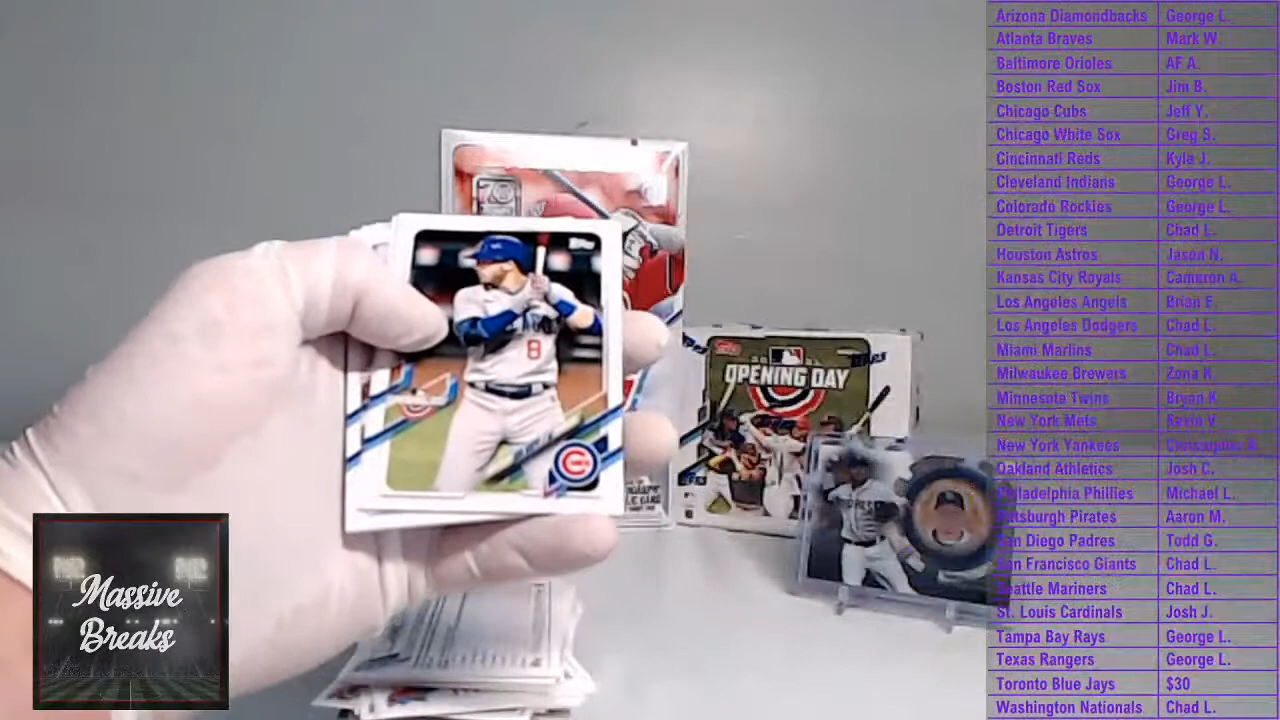 Arizona Diamondbacks George L.
Atlanta Braves Mark W.
Baltimore Orioles AF A.
Boston Red Sox Jim B.
Chicago Cubs Jeff Y.
Chicago White Sox Greg S.
Cincinnati Reds Kyle J.
Cleveland Indians George L.
Colorado Rockies George L.
Detroit Tigers Chad L.
Houston Astros Jason N.
Kansas City Royals Cameron A.
Los Angeles Angels Brian E.
Los Angeles Dodgers Chad L.
Miami Marlins Chad L.
Milwaukee Brewers Zona K
Minnesota Twins Bryan K
New York Mets Kevin V
New York Yankees
Oakland Athletics Josh C.
Philadelphia Phillies Michael L.
Pittsburgh Pirates Aaron M.
San Diego Padres Todd G.
San Francisco Giants Chad L.
Seattle Mariners Chad L.
St. Louis Cardinals Josh J.
Tampa Bay Rays George L.
Texas Rangers George L.
Toronto Blue Jays $30
Washington Nationals Chad L.
Topps
8
70
OPENING DAY
Massive
Breaks